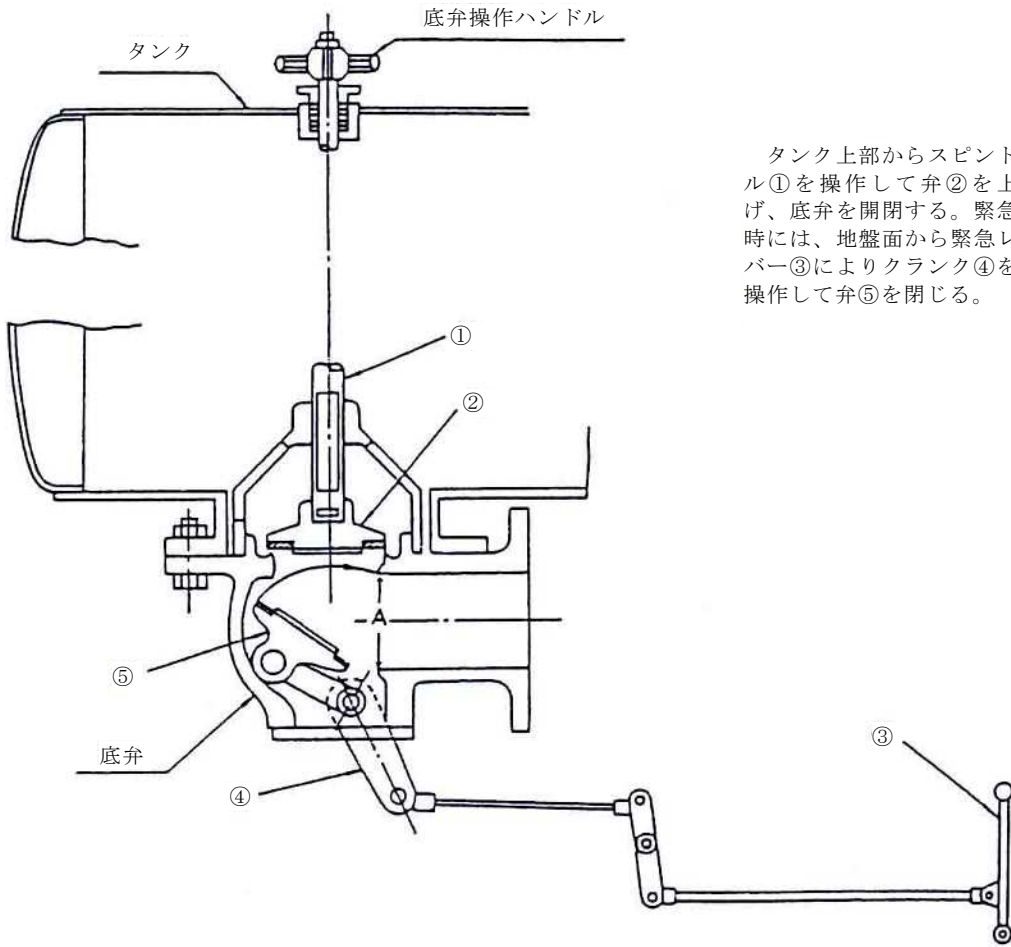 底弁操作ハンドル
タンク
タンク上部からスピンド
ル①を操作して弁②を上
げ、底弁を開閉する。緊急
時には、地盤面から緊急レ
バー③によりクランク④を
操作して弁⑤を閉じる。
①
②
A
⑤
底弁
③
④